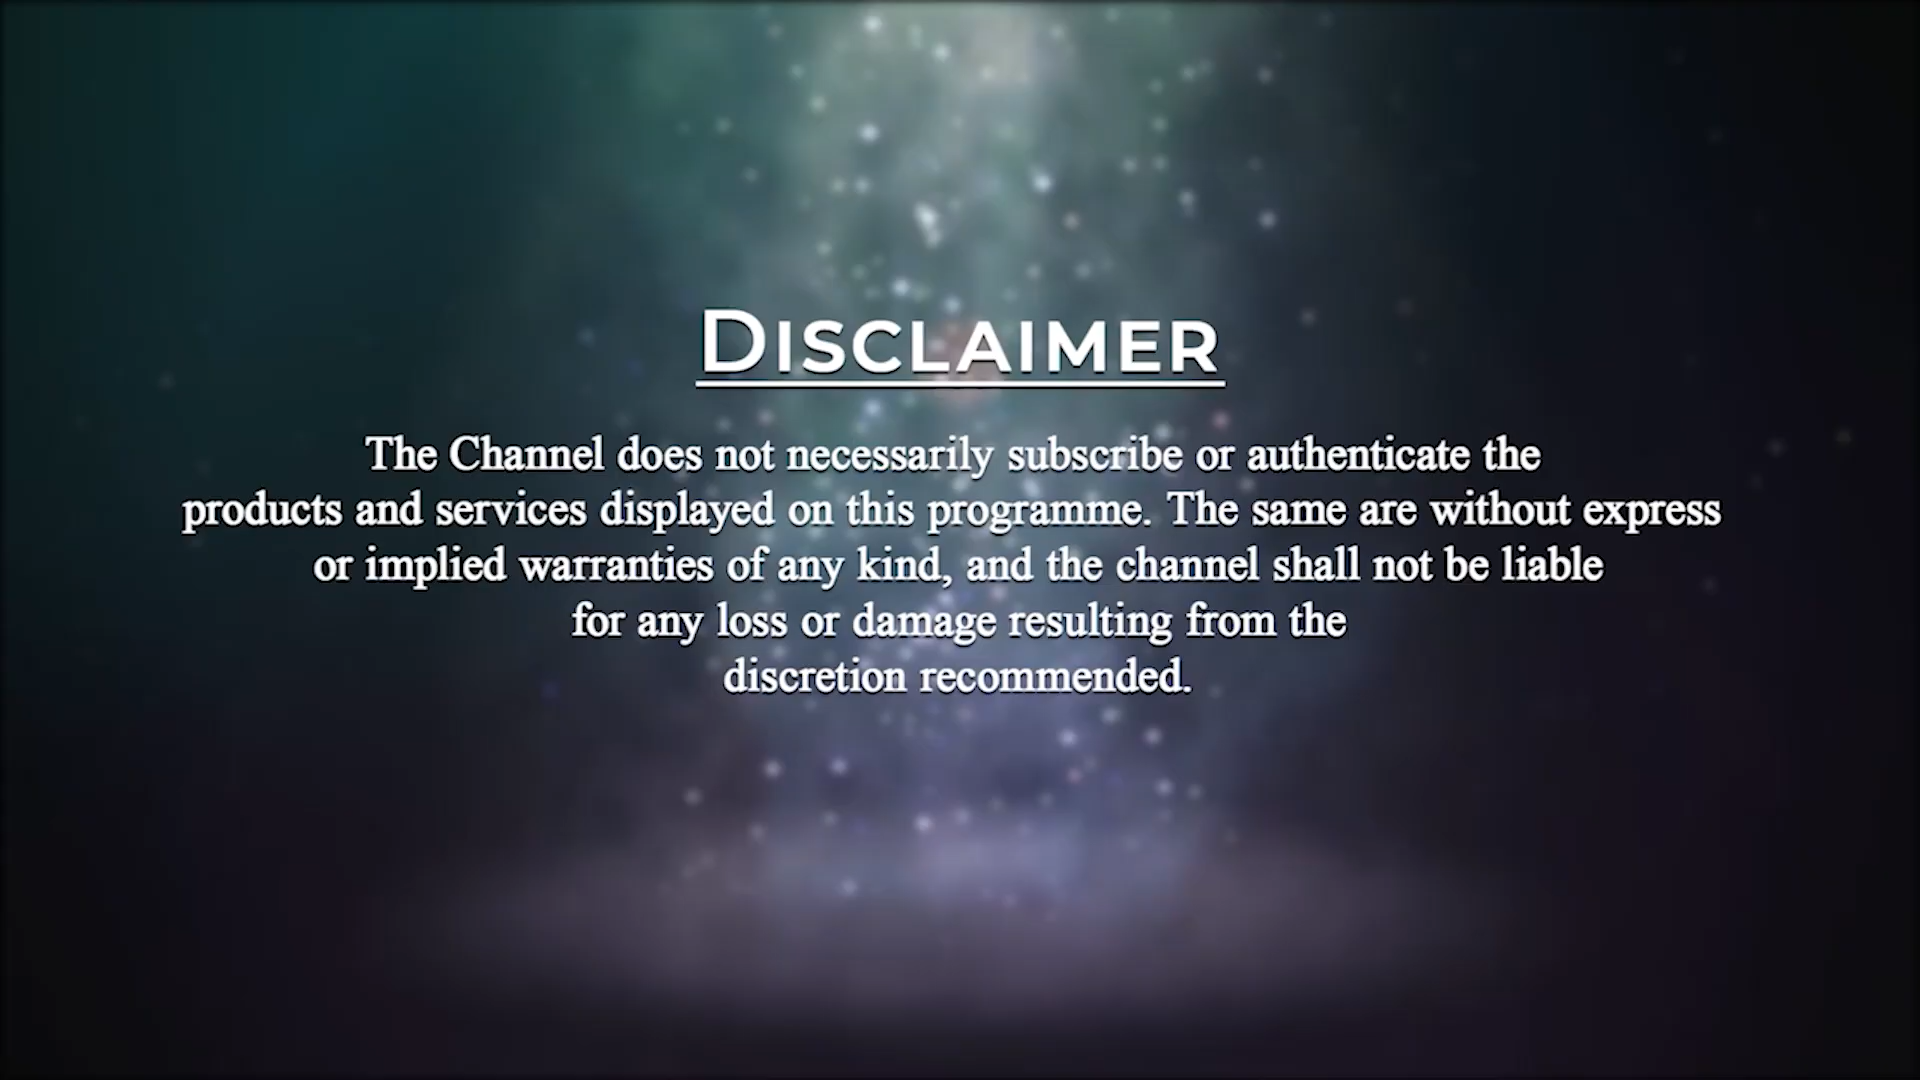 DISCLAIMER
The Channel does not necessarily subscribe or authenticate the
products and services displayed on this programme. The same are without express
or implied warranties of any kind, and the channel shall not be liable
for any loss or damage resulting from the
discretion recommended.